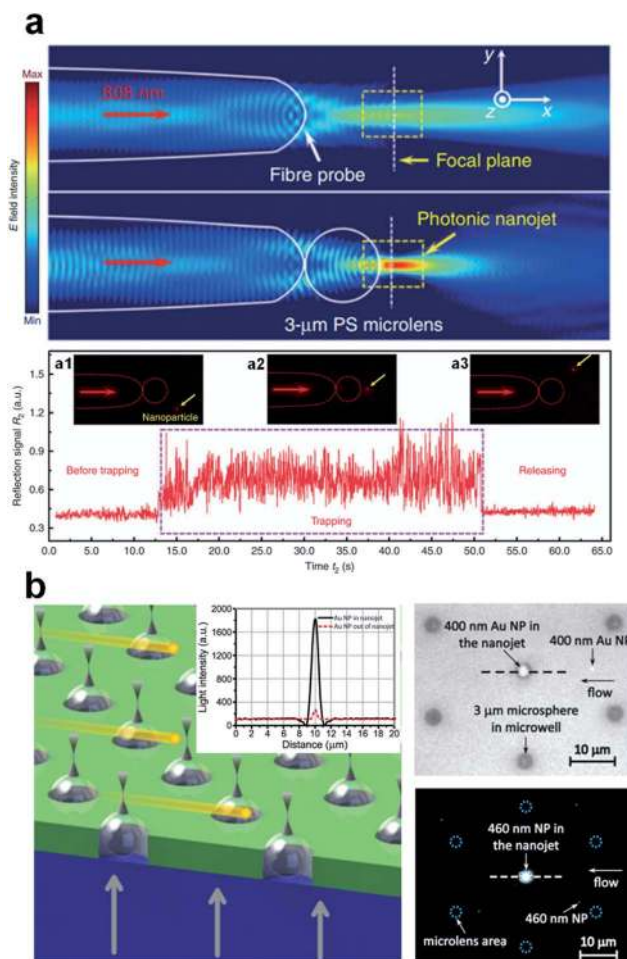 a
Max
E field intensity
Min
808 nm
Fibre probe
Focal plane
y
z
x
Photonic nanojet
3-μm PS microlens
Reflection signal R₂ (a.u.)
1.5
1.2
0.9
0.6
0.3
a1
Nanoparticle
a2
a3
Before trapping
Trapping
Releasing
0.0 5.0 10.0 15.0 20.0 25.0 30.0 35.0 40.0 45.0 50.0 55.0 60.0 65.0
Time t₂ (s)
b
Light intensity (a.u.)
2000
1600
1200
800
400
0
Au NP in nanojet
Au NP out of nanojet
0 2 4 6 8 10 12 14 16 18 20
Distance (μm)
400 nm Au NP in
the nanojet
400 nm Au NP
flow
3 μm microsphere
in microwell
10 μm
460 nm NP in
the nanojet
flow
460 nm NP
microlens area
10 μm